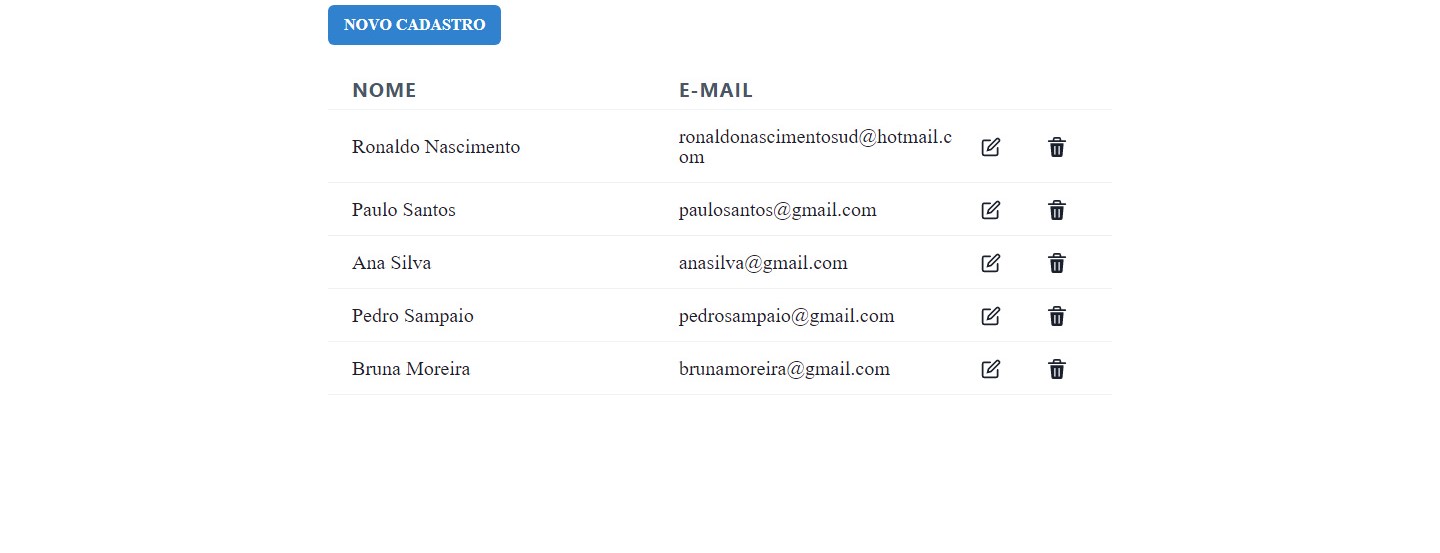 NOVO CADASTRO
NOME E-MAIL
Ronaldo Nascimento ronaldonascimentosud@hotmail.c
om
Paulo Santos paulosantos@gmail.com
Ana Silva anasilva@gmail.com
Pedro Sampaio pedrosampaio@gmail.com
Bruna Moreira brunamoreira@gmail.com